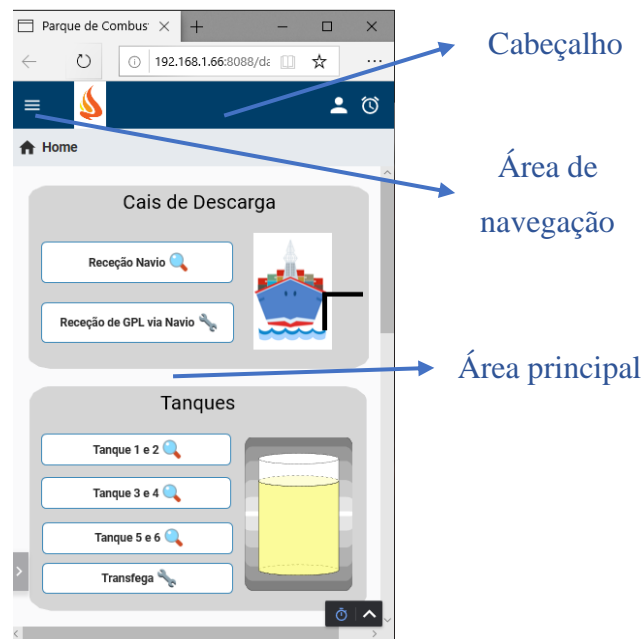 Parque de Combus
192.168.1.66:8088/da
Cabeçalho
Home
Área de
navegação
Cais de Descarga
Receção Navio
Receção de GPL via Navio
Área principal
Tanques
Tanque 1 e 2
Tanque 3 e 4
Tanque 5 e 6
Transfega